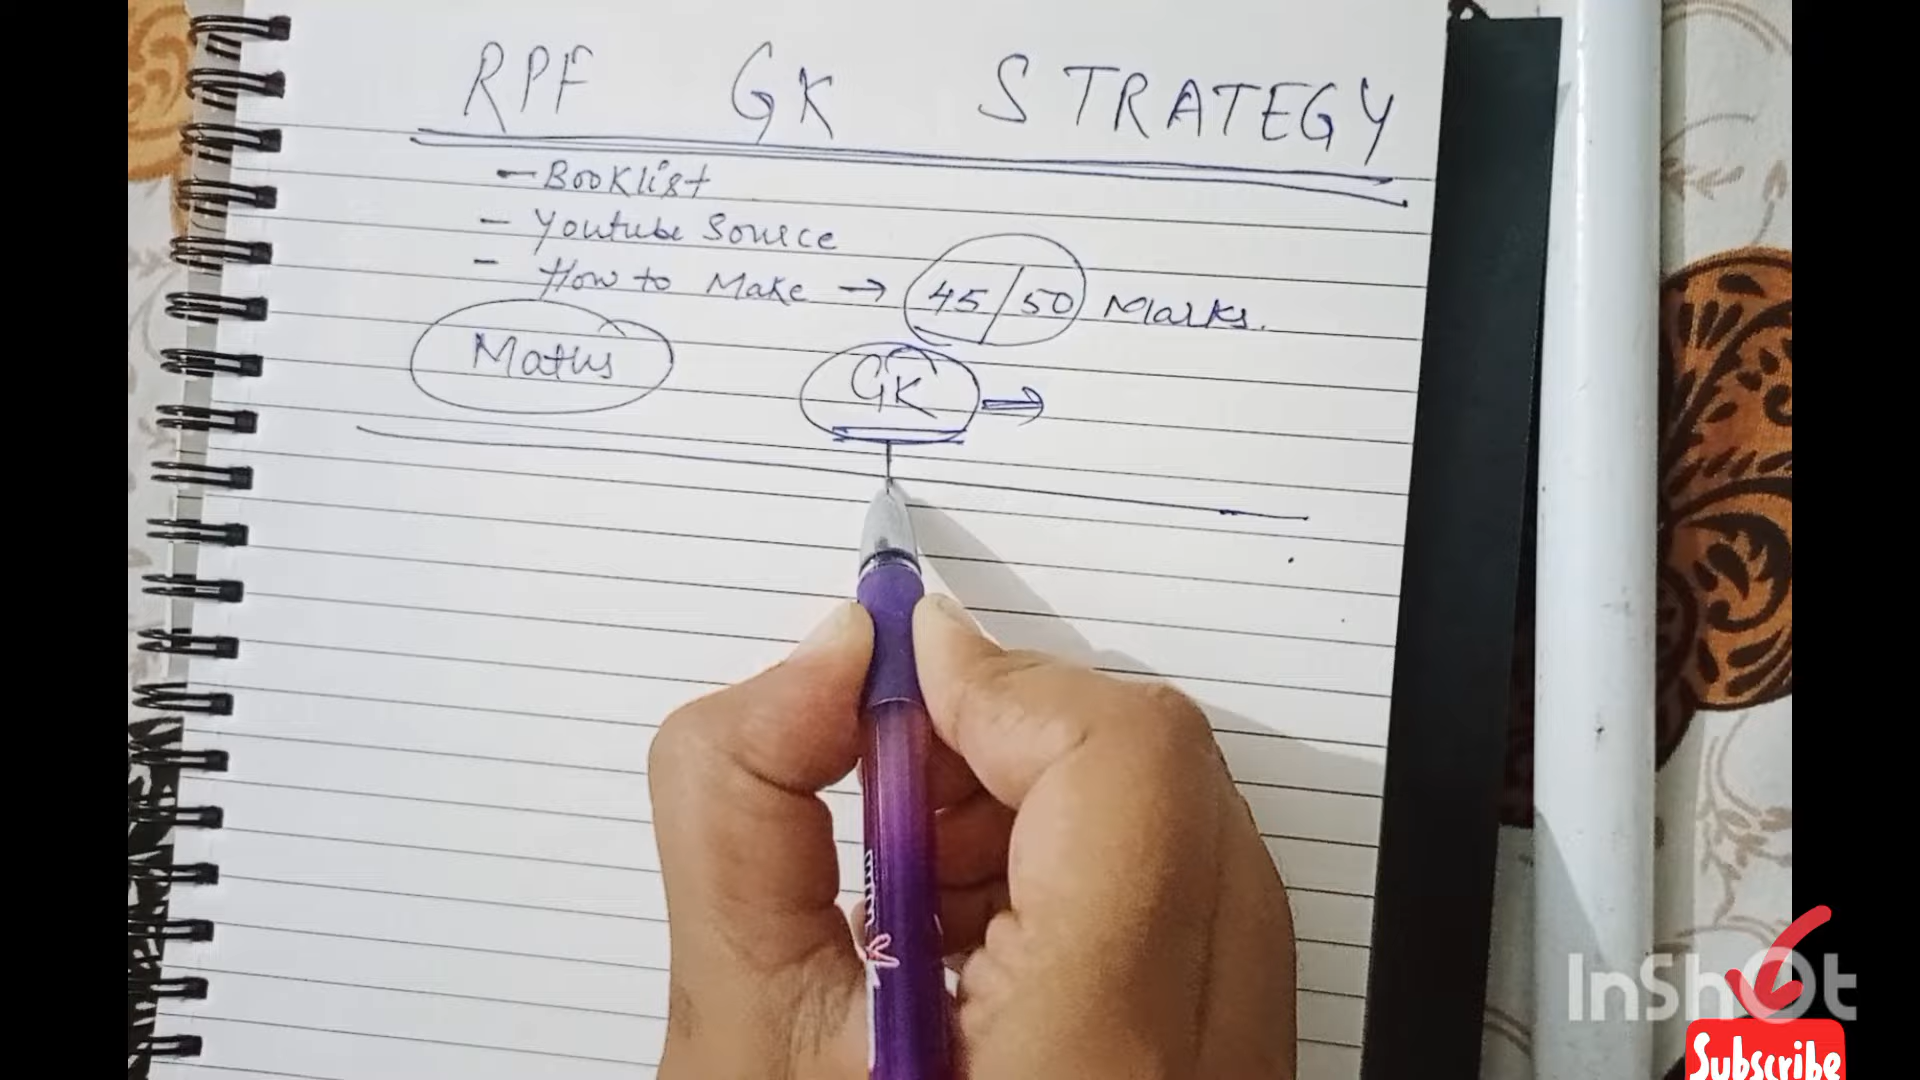 RPF GK STRATEGY
- Booklist
- Youtube Source
- How to Make → 45/50 Marks.
Maths GK →
InShOt
Subscribe